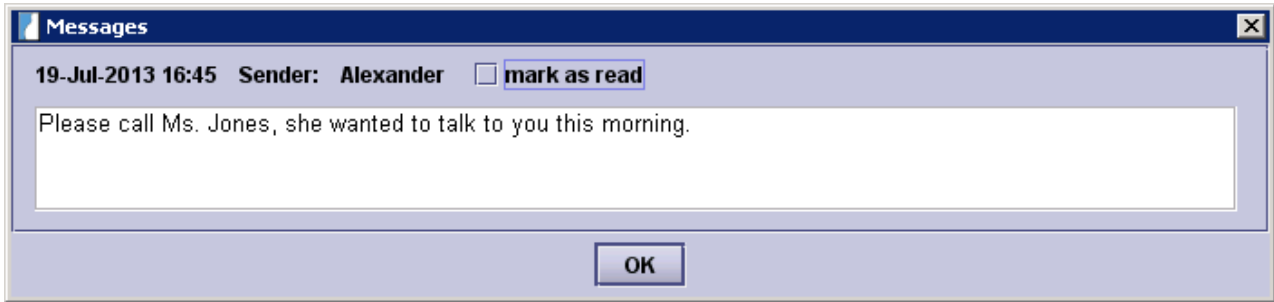 Messages
19-Jul-2013 16:45 Sender: Alexander mark as read
Please call Ms. Jones, she wanted to talk to you this morning.
OK